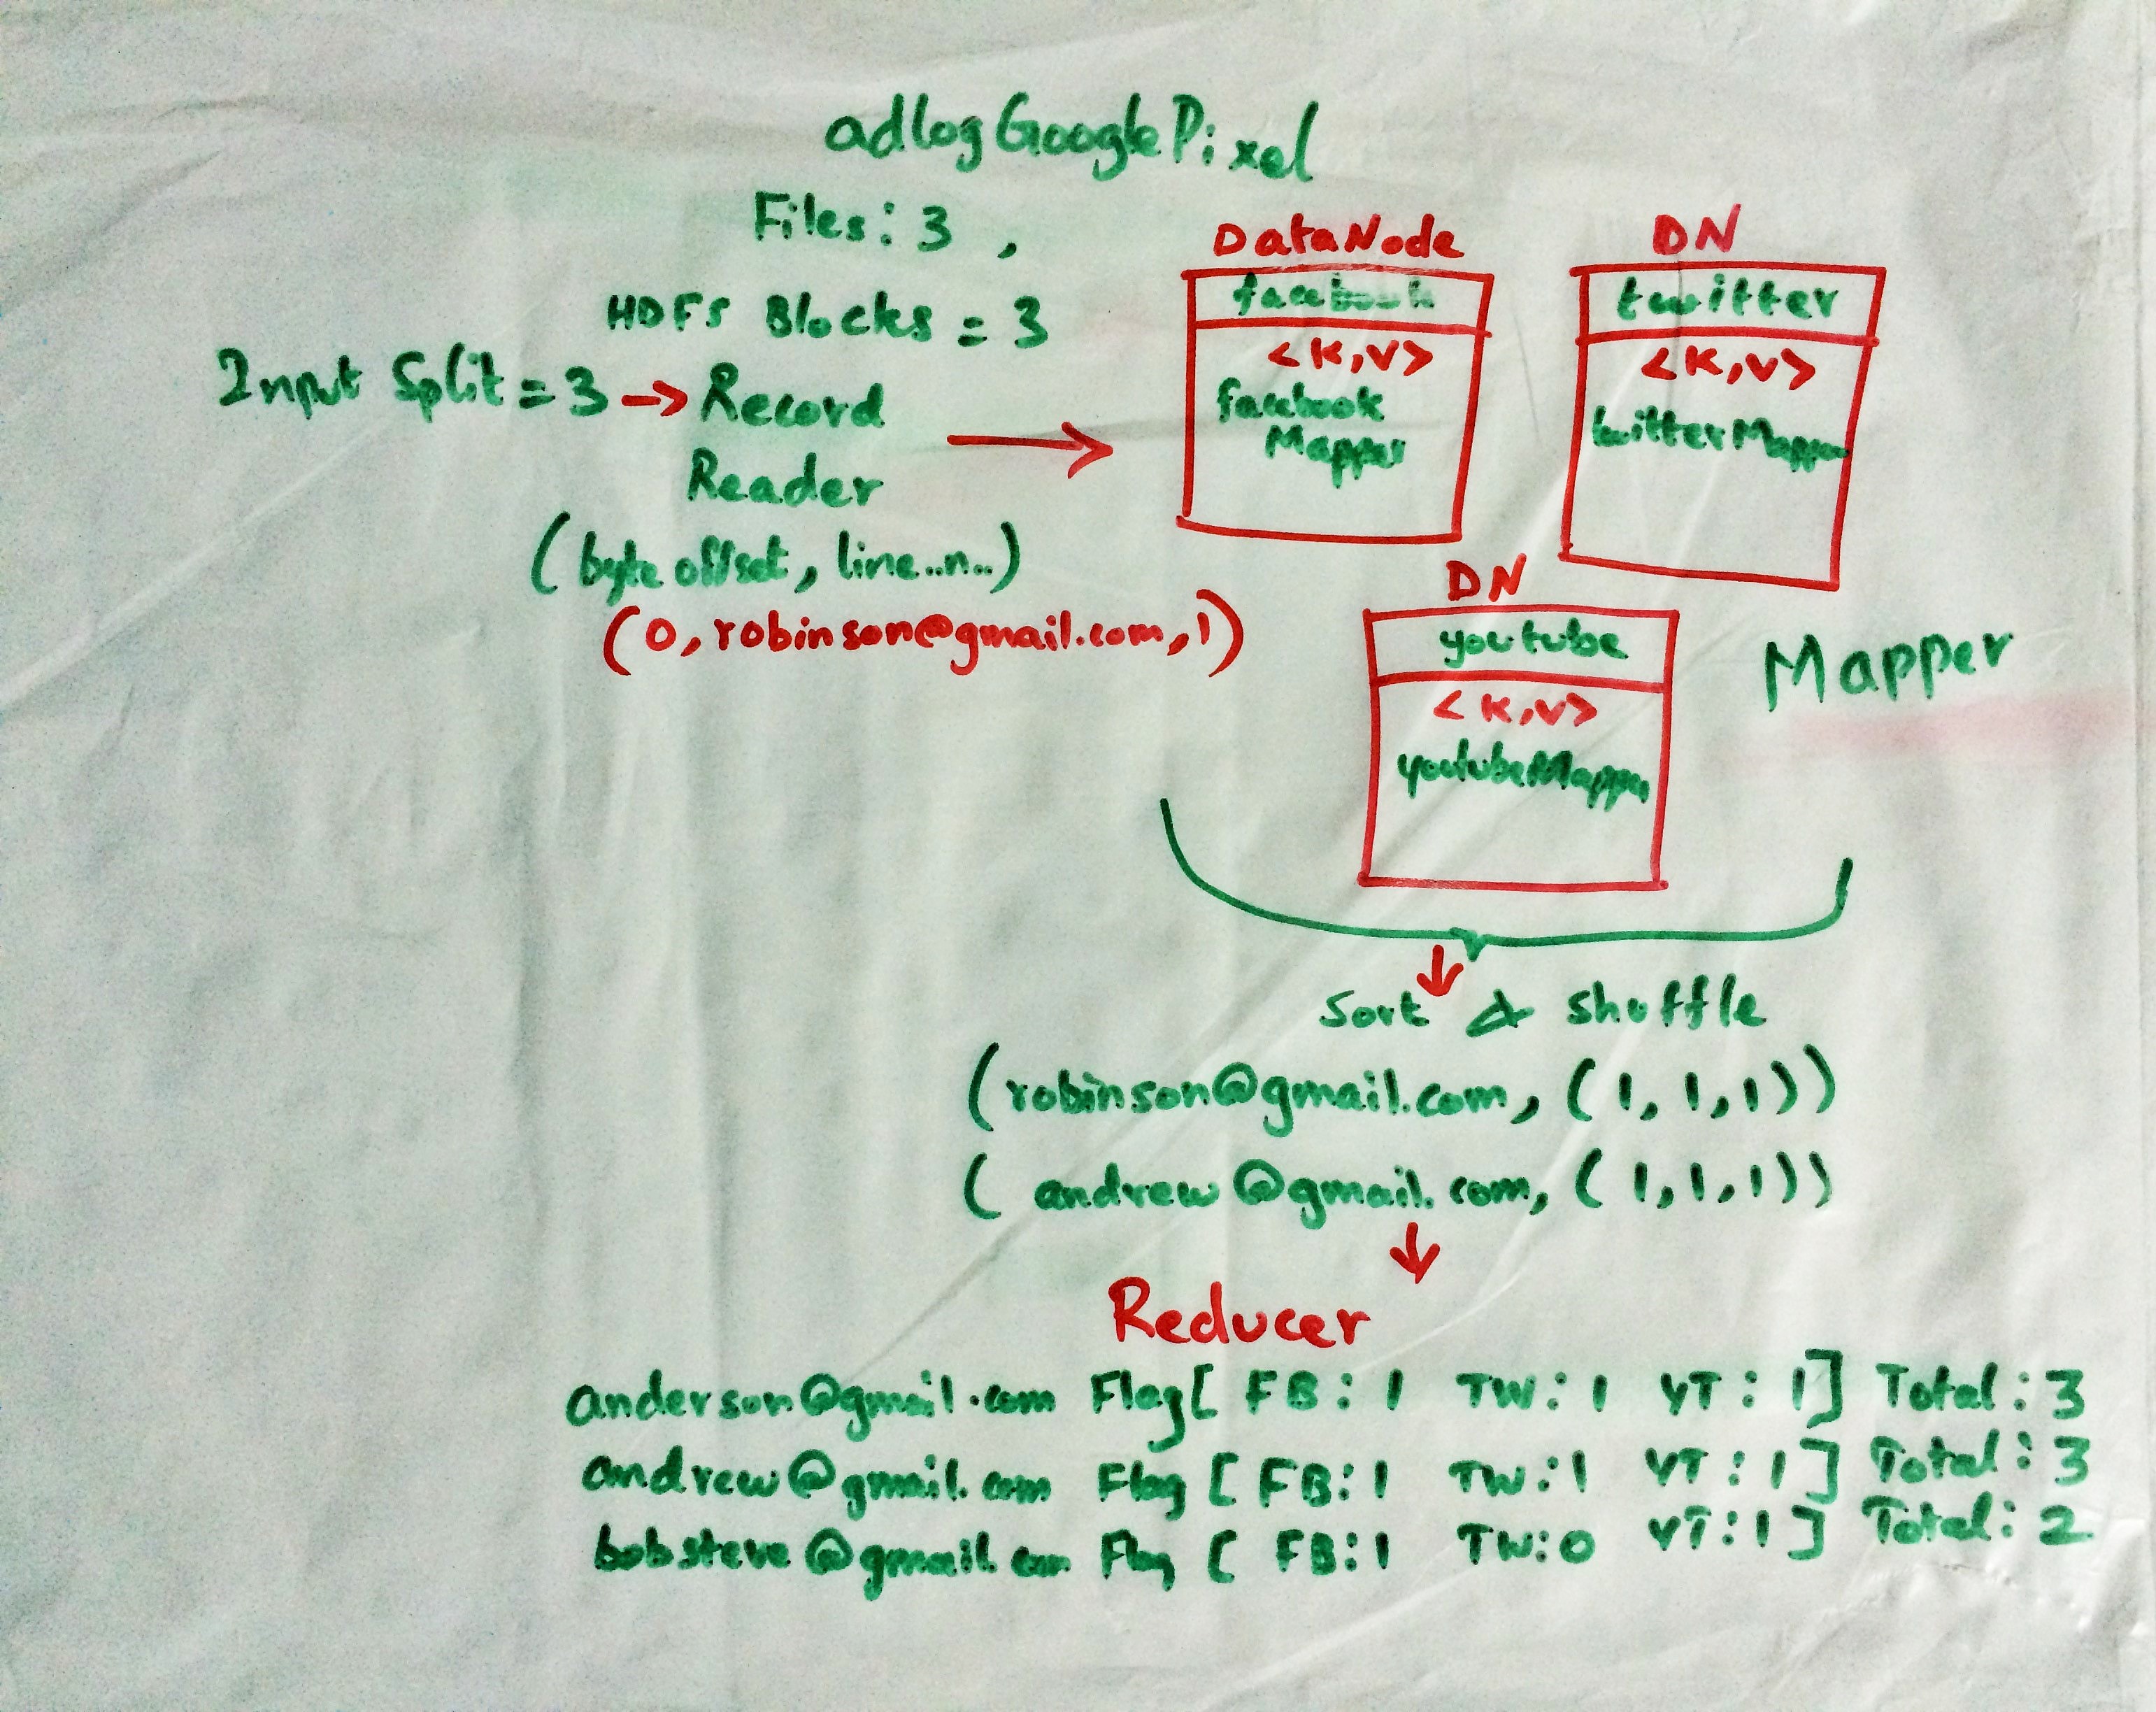 adlogGooglePixel
Files: 3 ,
HDFS Blocks = 3
Input Split = 3 → Record
Reader
(byte offset, line..n..)
(0, robinson@gmail.com, 1)
DataNode
facebook
<K,V>
facebook
Mapper
DN
twitter
<K,V>
twitterMapper
DN
youtube
<K,V>
youtubeMapper
Mapper
↓
Sort & Shuffle
(robinson@gmail.com, (1, 1, 1))
(andrew@gmail.com, (1, 1, 1))
↓
Reducer
anderson@gmail.com Flag[ FB: 1 TW: 1 YT: 1] Total: 3
andrew@gmail.com Flag [ FB: 1 TW: 1 YT: 1] Total: 3
bobsteve@gmail.com Flag [ FB: 1 TW: 0 YT: 1] Total: 2